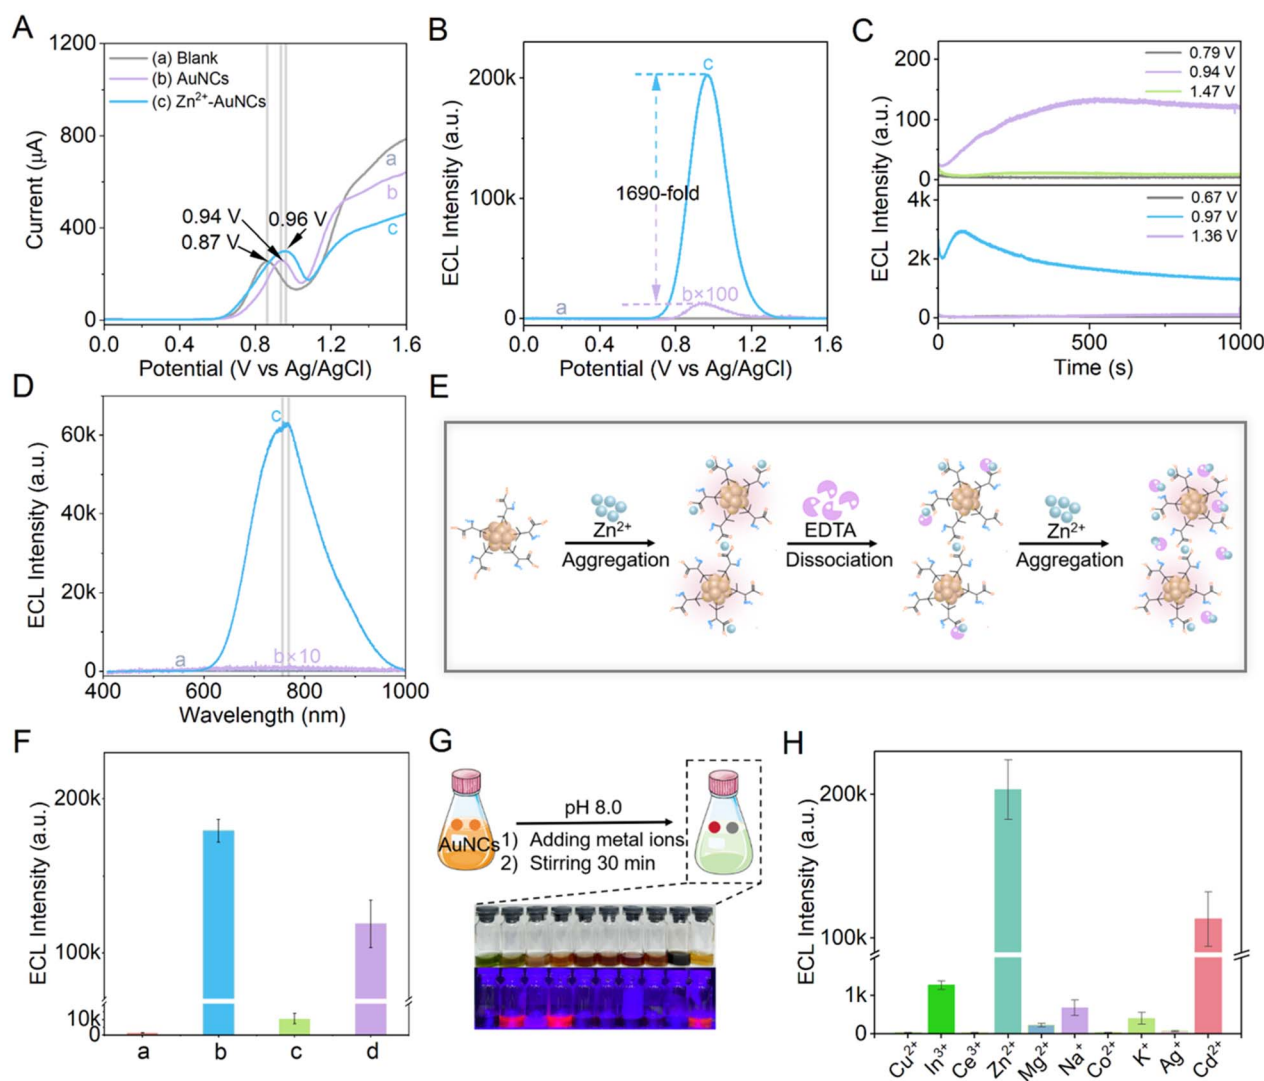 A
1200
800
400
0
Current (μA)
(a) Blank
(b) AuNCs
(c) Zn²⁺-AuNCs
0.94 V
0.96 V
0.87 V
a
b
c
0.0 0.4 0.8 1.2 1.6
Potential (V vs Ag/AgCl)
B
200k
100k
0
ECL Intensity (a.u.)
c
1690-fold
a
b×100
0.0 0.4 0.8 1.2 1.6
Potential (V vs Ag/AgCl)
C
200
100
0
0.79 V
0.94 V
1.47 V
ECL Intensity (a.u.)
4k
2k
0
0.67 V
0.97 V
1.36 V
0 500 1000
Time (s)
D
60k
40k
20k
0
ECL Intensity (a.u.)
c
a
b×10
400 600 800 1000
Wavelength (nm)
E
Zn²⁺
Aggregation
EDTA
Dissociation
Zn²⁺
Aggregation
F
200k
100k
10k
0
ECL Intensity (a.u.)
a b c d
G
AuNCs
pH 8.0
1) Adding metal ions
2) Stirring 30 min
H
200k
100k
1k
0
ECL Intensity (a.u.)
Cu²⁺ In³⁺ Ce³⁺ Zn²⁺ Mg²⁺ Na⁺ Co²⁺ K⁺ Ag⁺ Cd²⁺